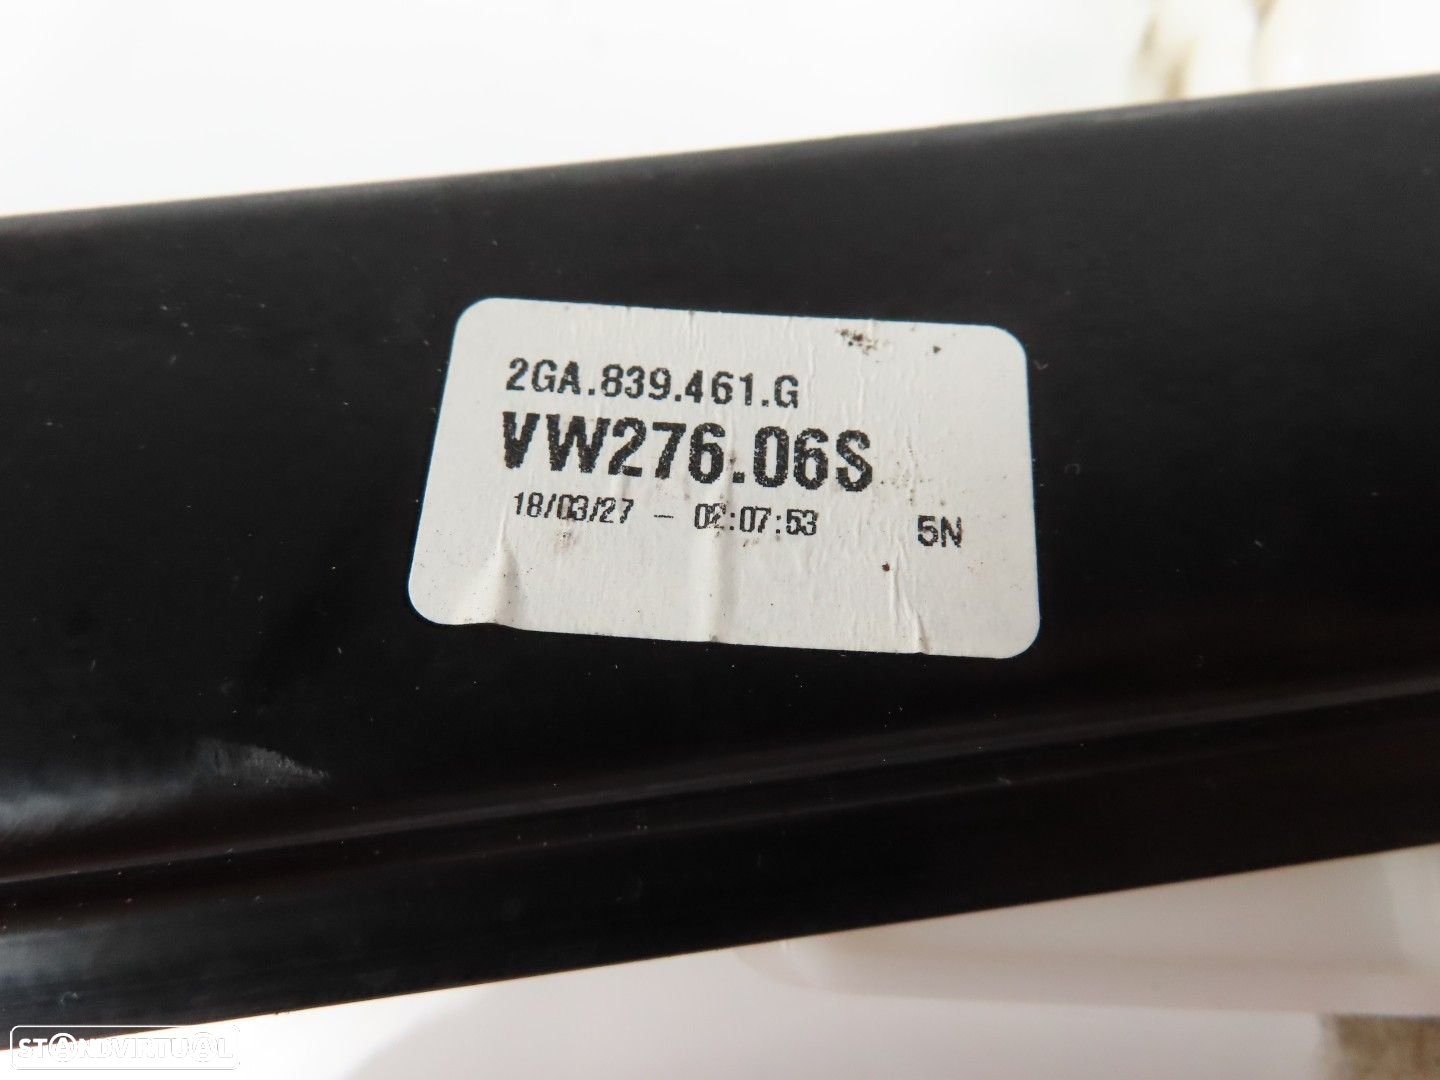 2GA.839.461.G
VW276.06S
18/03/27 - 02:07:53 5N
STANDVIRTUAL